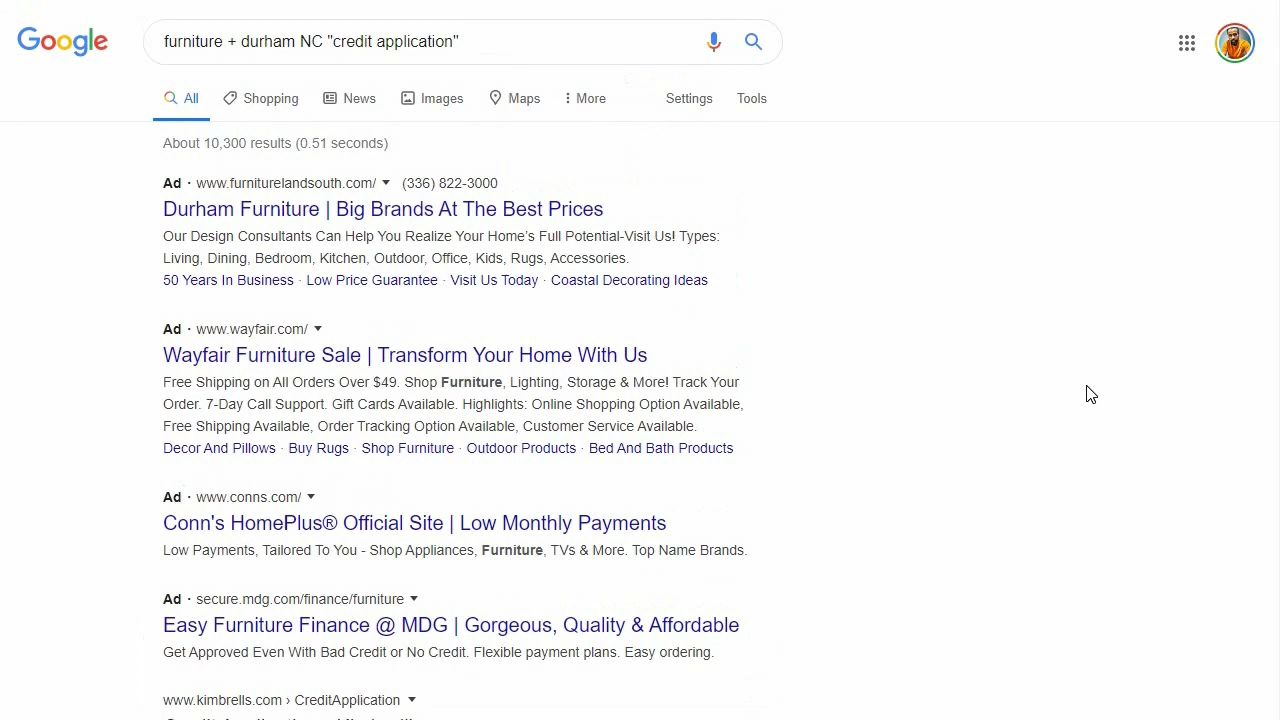 Google
furniture + durham NC "credit application"
All Shopping News Images Maps More Settings Tools
About 10,300 results (0.51 seconds)
Ad · www.furniturelandsouth.com/ (336) 822-3000
Durham Furniture | Big Brands At The Best Prices
Our Design Consultants Can Help You Realize Your Home's Full Potential-Visit Us! Types:
Living, Dining, Bedroom, Kitchen, Outdoor, Office, Kids, Rugs, Accessories.
50 Years In Business · Low Price Guarantee · Visit Us Today · Coastal Decorating Ideas
Ad · www.wayfair.com/
Wayfair Furniture Sale | Transform Your Home With Us
Free Shipping on All Orders Over $49. Shop Furniture, Lighting, Storage & More! Track Your
Order. 7-Day Call Support. Gift Cards Available. Highlights: Online Shopping Option Available,
Free Shipping Available, Order Tracking Option Available, Customer Service Available.
Decor And Pillows · Buy Rugs · Shop Furniture · Outdoor Products · Bed And Bath Products
Ad · www.conns.com/
Conn's HomePlus® Official Site | Low Monthly Payments
Low Payments, Tailored To You - Shop Appliances, Furniture, TVs & More. Top Name Brands.
Ad · secure.mdg.com/finance/furniture
Easy Furniture Finance @ MDG | Gorgeous, Quality & Affordable
Get Approved Even With Bad Credit or No Credit. Flexible payment plans. Easy ordering.
www.kimbrells.com › CreditApplication